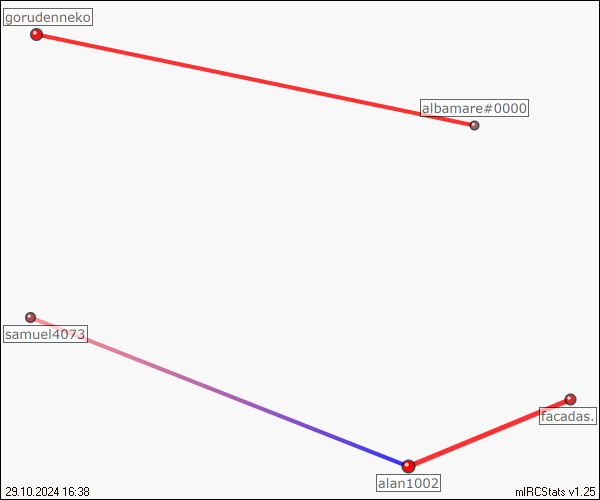 gorudenneko
albamare#0000
samuel4073
facadas.
alan1002
29.10.2024 16:38
mIRCStats v1.25